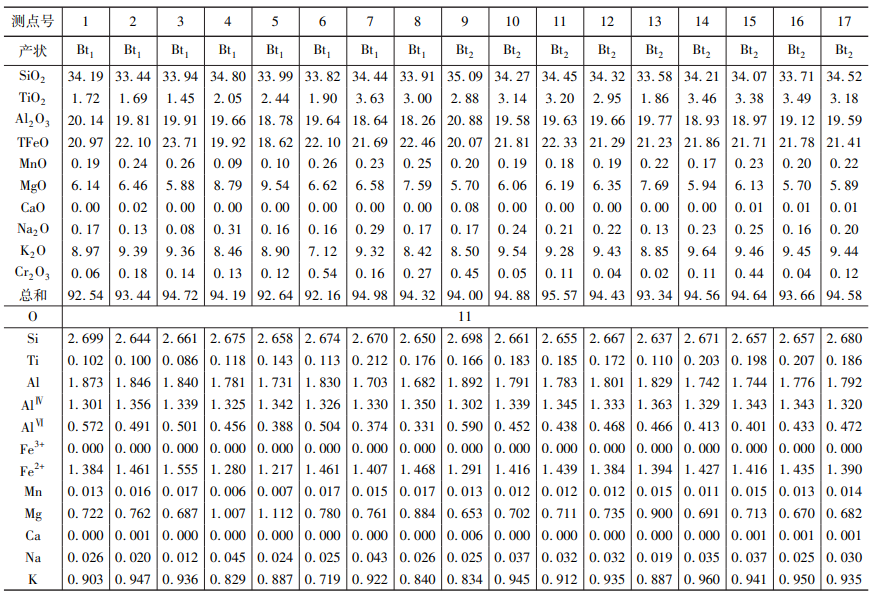 测点号 1 2 3 4 5 6 7 8 9 10 11 12 13 14 15 16 17
产状 Bt1 Bt1 Bt1 Bt1 Bt1 Bt1 Bt1 Bt1 Bt2 Bt2 Bt2 Bt2 Bt2 Bt2 Bt2 Bt2 Bt2
SiO2 34.19 33.44 33.94 34.80 33.99 33.82 34.44 33.91 35.09 34.27 34.45 34.32 33.58 34.21 34.07 33.71 34.52
TiO2 1.72 1.69 1.45 2.05 2.44 1.90 3.63 3.00 2.88 3.14 3.20 2.95 1.86 3.46 3.38 3.49 3.18
Al2O3 20.14 19.81 19.91 19.66 18.78 19.64 18.64 18.26 20.88 19.58 19.63 19.66 19.77 18.93 18.97 19.12 19.59
TFeO 20.97 22.10 23.71 19.92 18.62 22.10 21.69 22.46 20.07 21.81 22.33 21.29 21.23 21.86 21.71 21.78 21.41
MnO 0.19 0.24 0.26 0.09 0.10 0.26 0.23 0.25 0.20 0.19 0.18 0.19 0.22 0.17 0.23 0.20 0.22
MgO 6.14 6.46 5.88 8.79 9.54 6.62 6.58 7.59 5.70 6.06 6.19 6.35 7.69 5.94 6.13 5.70 5.89
CaO 0.00 0.02 0.00 0.00 0.00 0.00 0.00 0.00 0.08 0.00 0.00 0.00 0.00 0.00 0.01 0.01 0.01
Na2O 0.17 0.13 0.08 0.31 0.16 0.16 0.29 0.17 0.17 0.24 0.21 0.22 0.13 0.23 0.25 0.16 0.20
K2O 8.97 9.39 9.36 8.46 8.90 7.12 9.32 8.42 8.50 9.54 9.28 9.43 8.85 9.64 9.46 9.45 9.44
Cr2O3 0.06 0.18 0.14 0.13 0.12 0.54 0.16 0.27 0.45 0.05 0.11 0.04 0.02 0.11 0.44 0.04 0.12
总和 92.54 93.44 94.72 94.19 92.64 92.16 94.98 94.32 94.00 94.88 95.57 94.43 93.34 94.56 94.64 93.66 94.58
O 11
Si 2.699 2.644 2.661 2.675 2.658 2.674 2.670 2.650 2.698 2.661 2.655 2.667 2.637 2.671 2.657 2.657 2.680
Ti 0.102 0.100 0.086 0.118 0.143 0.113 0.212 0.176 0.166 0.183 0.185 0.172 0.110 0.203 0.198 0.207 0.186
Al 1.873 1.846 1.840 1.781 1.731 1.830 1.703 1.682 1.892 1.791 1.783 1.801 1.829 1.742 1.744 1.776 1.792
AlⅣ 1.301 1.356 1.339 1.325 1.342 1.326 1.330 1.350 1.302 1.339 1.345 1.333 1.363 1.329 1.343 1.343 1.320
AlⅥ 0.572 0.491 0.501 0.456 0.388 0.504 0.374 0.331 0.590 0.452 0.438 0.468 0.466 0.413 0.401 0.433 0.472
Fe3+ 0.000 0.000 0.000 0.000 0.000 0.000 0.000 0.000 0.000 0.000 0.000 0.000 0.000 0.000 0.000 0.000 0.000
Fe2+ 1.384 1.461 1.555 1.280 1.217 1.461 1.407 1.468 1.291 1.416 1.439 1.384 1.394 1.427 1.416 1.435 1.390
Mn 0.013 0.016 0.017 0.006 0.007 0.017 0.015 0.017 0.013 0.012 0.012 0.012 0.015 0.011 0.015 0.013 0.014
Mg 0.722 0.762 0.687 1.007 1.112 0.780 0.761 0.884 0.653 0.702 0.711 0.735 0.900 0.691 0.713 0.670 0.682
Ca 0.000 0.001 0.000 0.000 0.000 0.000 0.000 0.000 0.006 0.000 0.000 0.000 0.000 0.000 0.001 0.001 0.001
Na 0.026 0.020 0.012 0.045 0.024 0.025 0.043 0.026 0.025 0.037 0.032 0.032 0.019 0.035 0.037 0.025 0.030
K 0.903 0.947 0.936 0.829 0.887 0.719 0.922 0.840 0.834 0.945 0.912 0.935 0.887 0.960 0.941 0.950 0.935